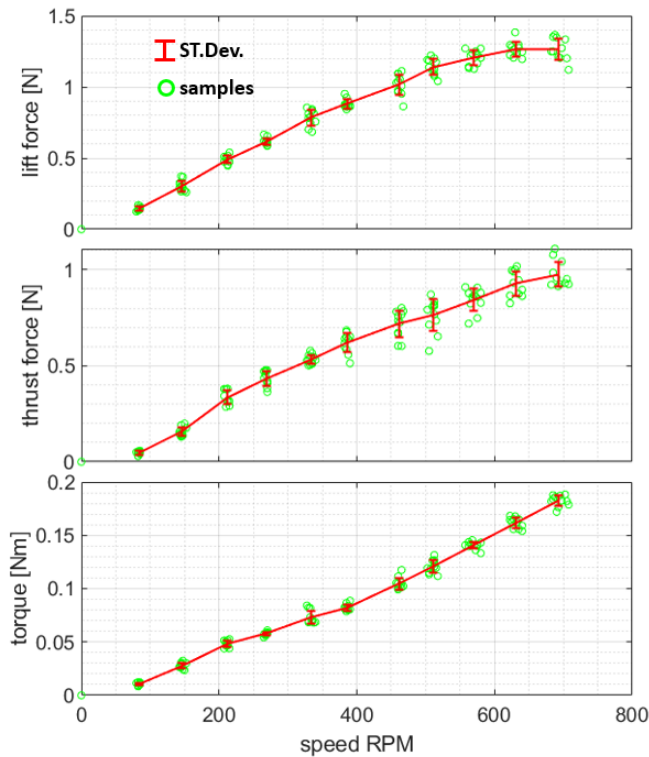 1.5
1
0.5
0
lift force [N]
ST.Dev.
samples
1
0.5
0
thrust force [N]
0.2
0.15
0.1
0.05
0
torque [Nm]
0 200 400 600 800
speed RPM